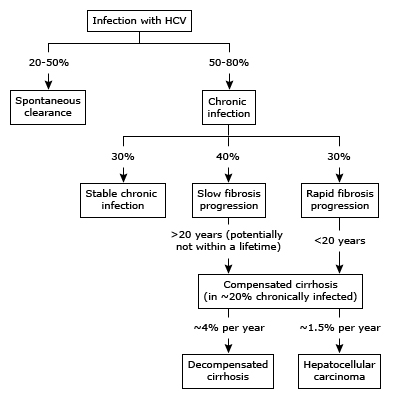 Infection with HCV
20-50%
50-80%
Spontaneous
clearance
Chronic
infection
30%
40%
30%
Stable chronic
infection
Slow fibrosis
progression
Rapid fibrosis
progression
>20 years (potentially
not within a lifetime)
<20 years
Compensated cirrhosis
(in ~20% chronically infected)
~4% per year
~1.5% per year
Decompensated
cirrhosis
Hepatocellular
carcinoma